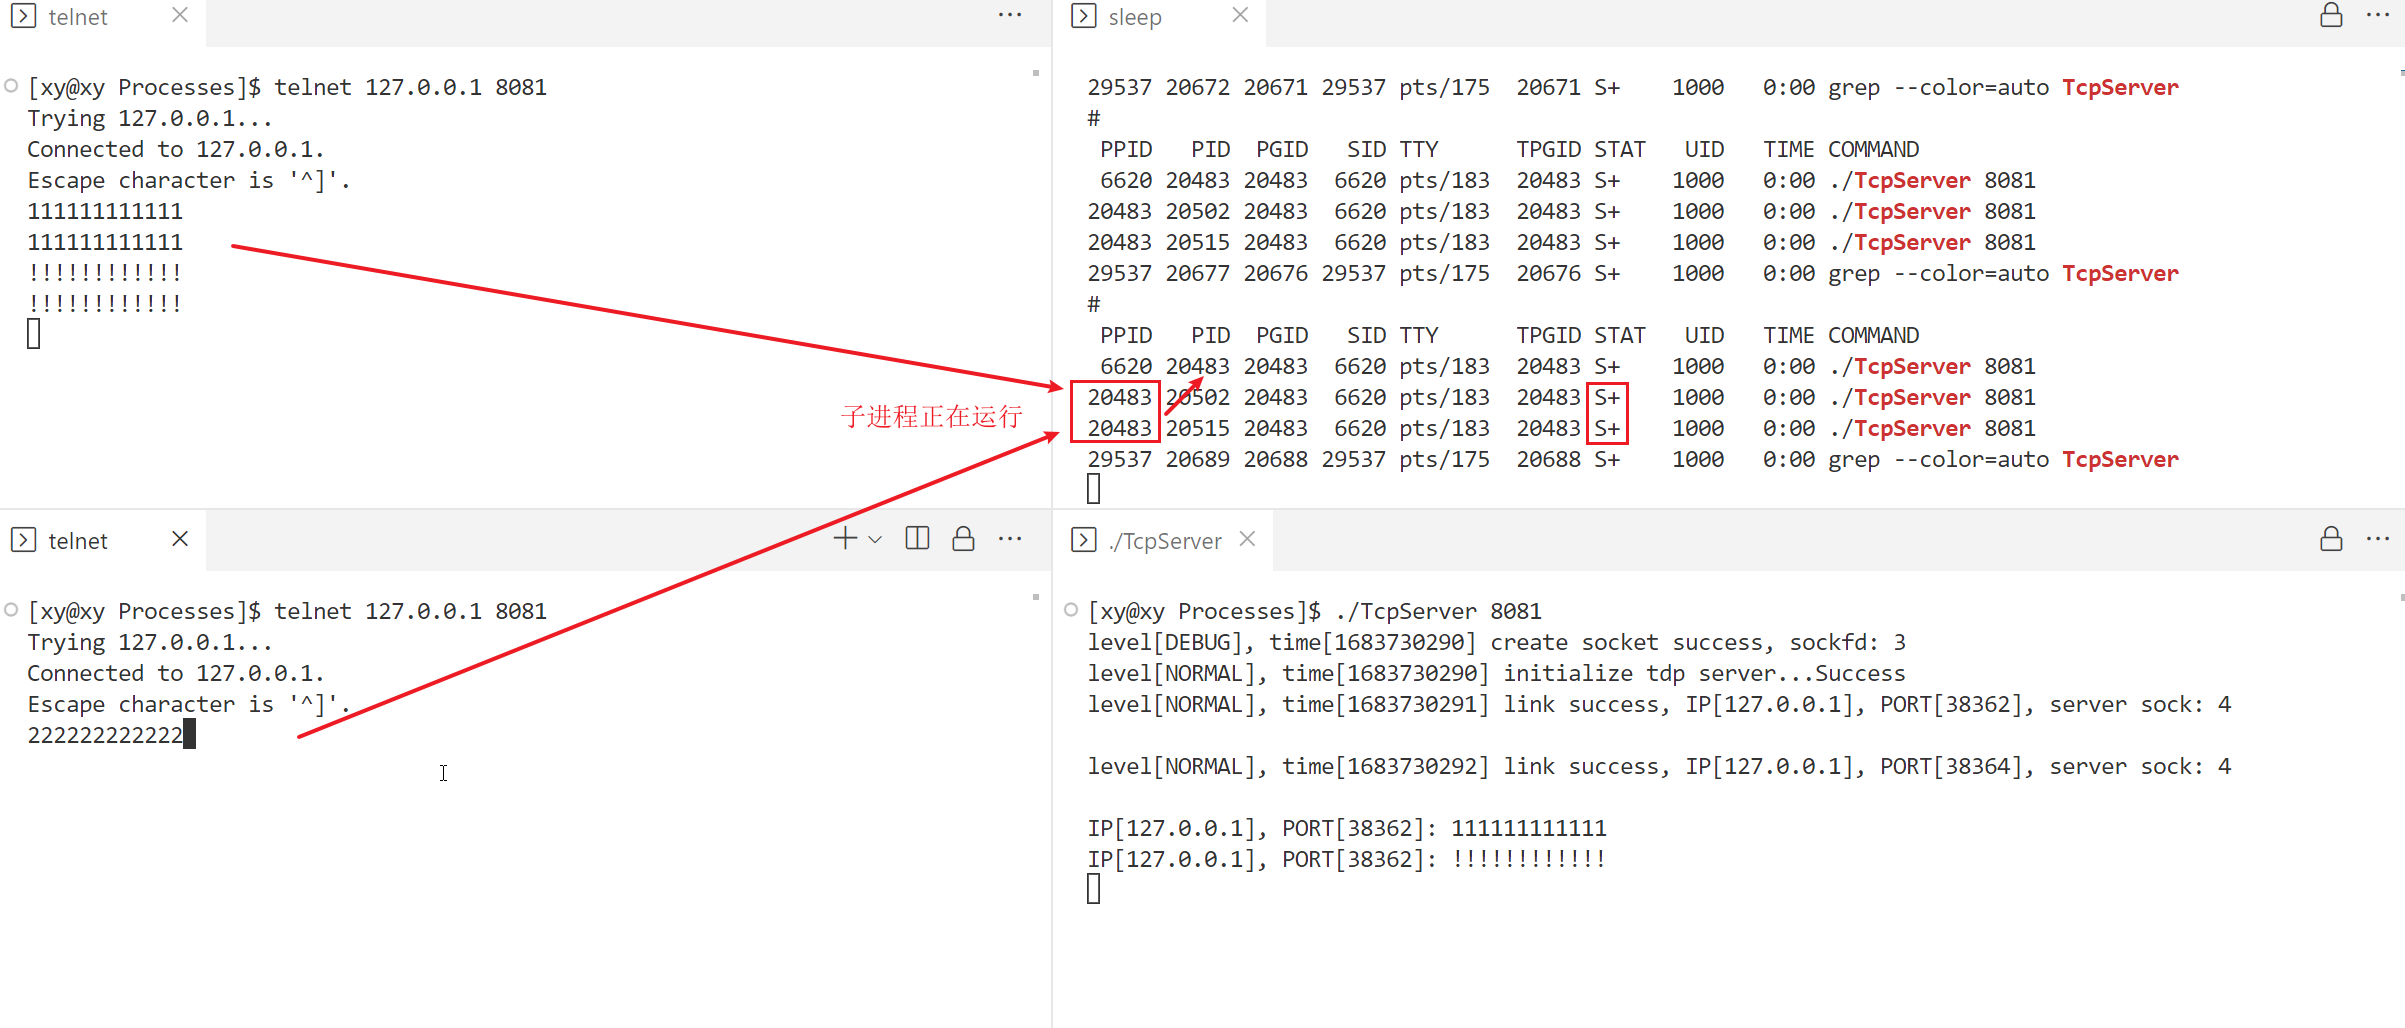 telnet
[xy@xy Processes]$ telnet 127.0.0.1 8081
Trying 127.0.0.1...
Connected to 127.0.0.1.
Escape character is '^]'.
111111111111
111111111111
!!!!!!!!!!!!
!!!!!!!!!!!!
子进程正在运行
sleep
29537 20672 20671 29537 pts/175  20671 S+    1000   0:00 grep --color=auto TcpServer
#
 PPID   PID  PGID   SID TTY      TPGID STAT   UID   TIME COMMAND
 6620 20483 20483  6620 pts/183  20483 S+    1000   0:00 ./TcpServer 8081
20483 20502 20483  6620 pts/183  20483 S+    1000   0:00 ./TcpServer 8081
20483 20515 20483  6620 pts/183  20483 S+    1000   0:00 ./TcpServer 8081
29537 20677 20676 29537 pts/175  20676 S+    1000   0:00 grep --color=auto TcpServer
#
 PPID   PID  PGID   SID TTY      TPGID STAT   UID   TIME COMMAND
 6620 20483 20483  6620 pts/183  20483 S+    1000   0:00 ./TcpServer 8081
20483 20502 20483  6620 pts/183  20483 S+    1000   0:00 ./TcpServer 8081
20483 20515 20483  6620 pts/183  20483 S+    1000   0:00 ./TcpServer 8081
29537 20689 20688 29537 pts/175  20688 S+    1000   0:00 grep --color=auto TcpServer
telnet
[xy@xy Processes]$ telnet 127.0.0.1 8081
Trying 127.0.0.1...
Connected to 127.0.0.1.
Escape character is '^]'.
222222222222
./TcpServer
[xy@xy Processes]$ ./TcpServer 8081
level[DEBUG], time[1683730290] create socket success, sockfd: 3
level[NORMAL], time[1683730290] initialize tdp server...Success
level[NORMAL], time[1683730291] link success, IP[127.0.0.1], PORT[38362], server sock: 4
level[NORMAL], time[1683730292] link success, IP[127.0.0.1], PORT[38364], server sock: 4
IP[127.0.0.1], PORT[38362]: 111111111111
IP[127.0.0.1], PORT[38362]: !!!!!!!!!!!!